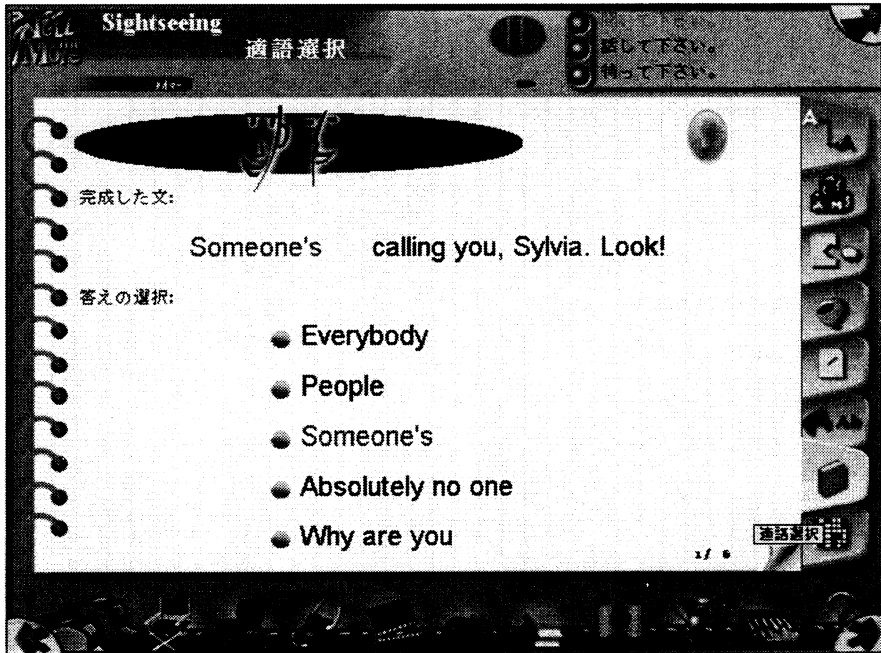 Sightseeing
適語選択
話して下さい。
待って下さい。
完成した文:
Someone's calling you, Sylvia. Look!
答えの選択:
Everybody
People
Someone's
Absolutely no one
Why are you
適語選択